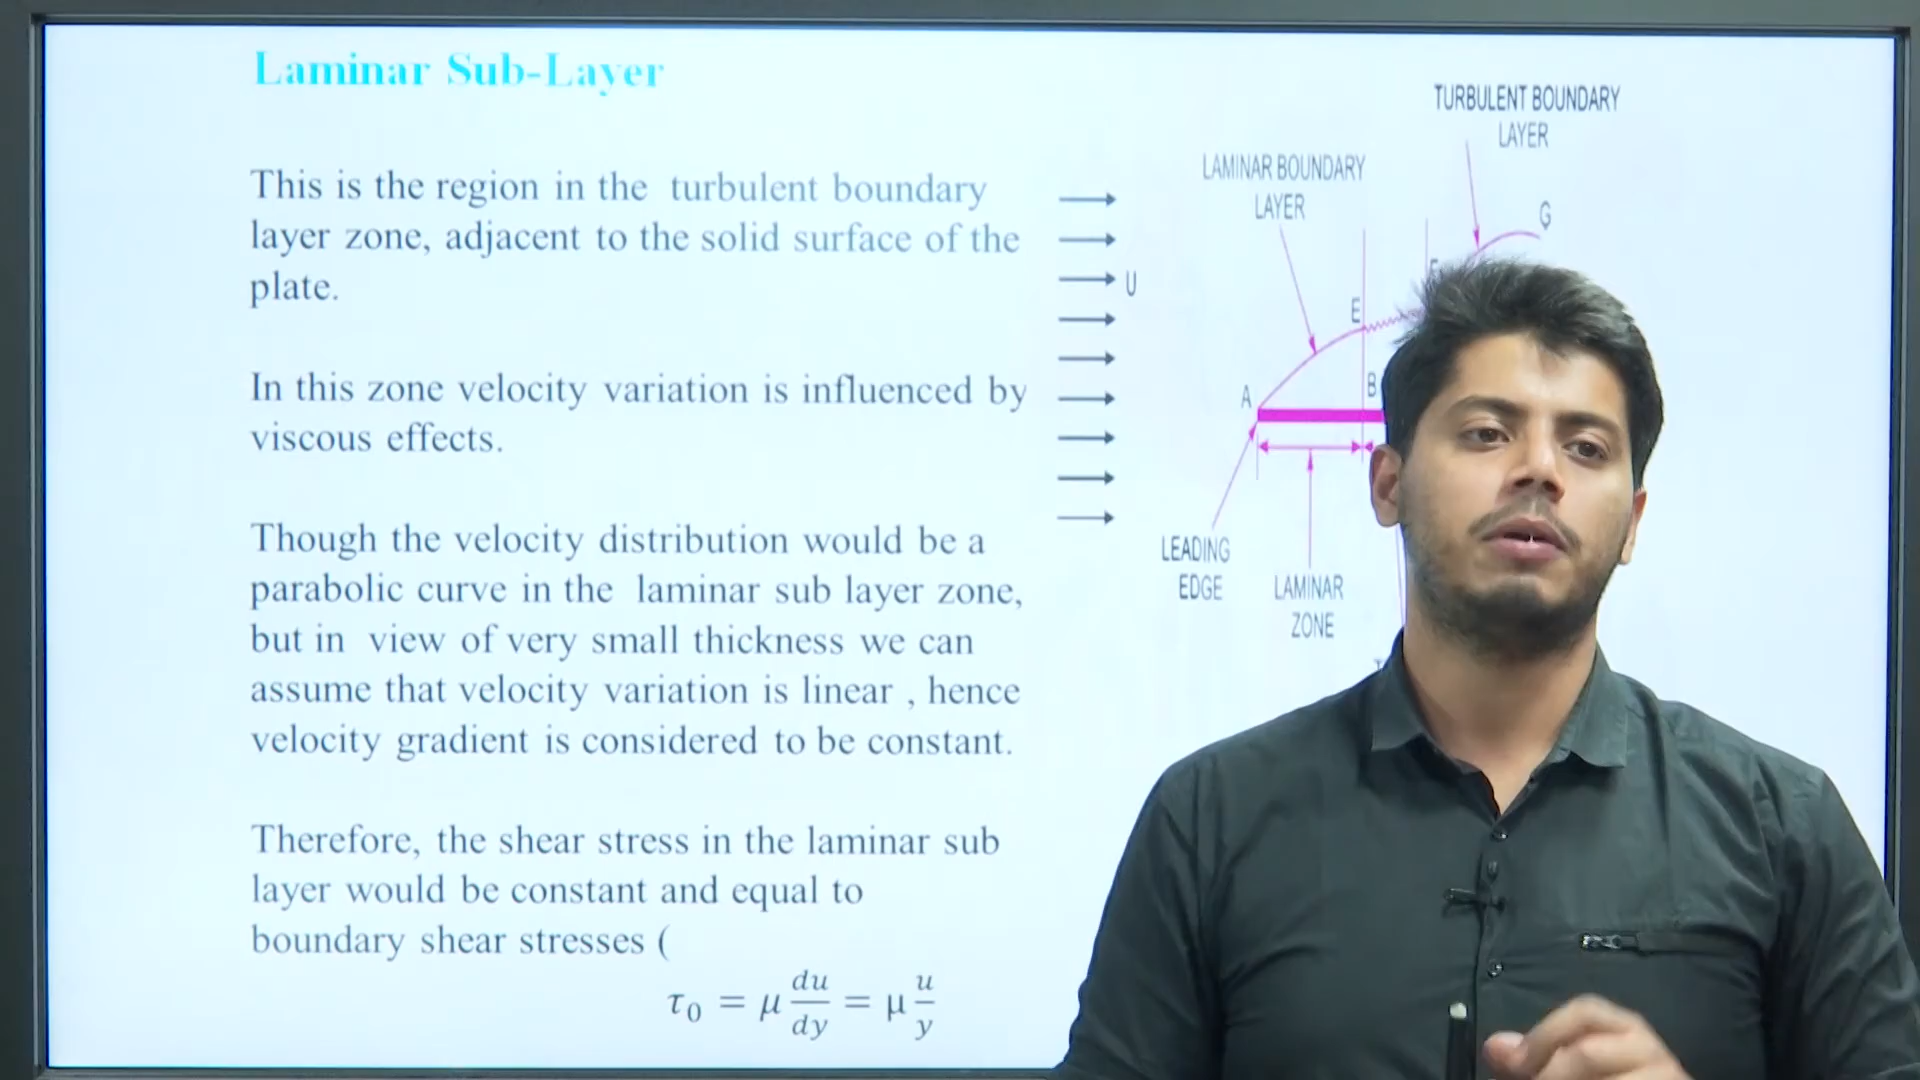 Laminar Sub-Layer
This is the region in the turbulent boundary
layer zone, adjacent to the solid surface of the
plate.
In this zone velocity variation is influenced by
viscous effects.
Though the velocity distribution would be a
parabolic curve in the laminar sub layer zone,
but in view of very small thickness we can
assume that velocity variation is linear , hence
velocity gradient is considered to be constant.
Therefore, the shear stress in the laminar sub
layer would be constant and equal to
boundary shear stresses (
τ₀ = μ du/dy = μ u/y
TURBULENT BOUNDARY
LAYER
LAMINAR BOUNDARY
LAYER
G
U
E
A
B
LEADING
EDGE
LAMINAR
ZONE